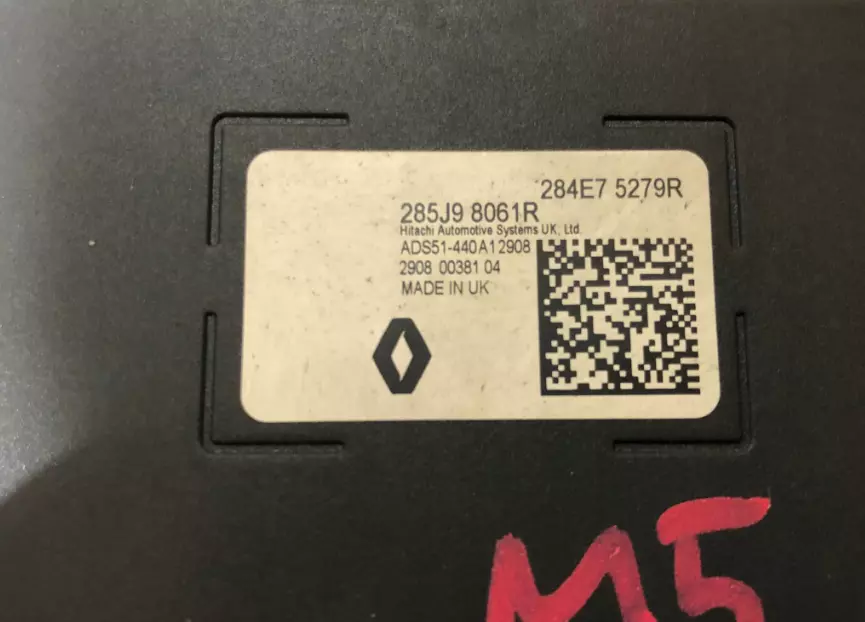 284E7 5279R
285J9 8061R
Hitachi Automotive Systems UK, Ltd.
ADS51-440A12908
2908 00381 04
MADE IN UK
M5